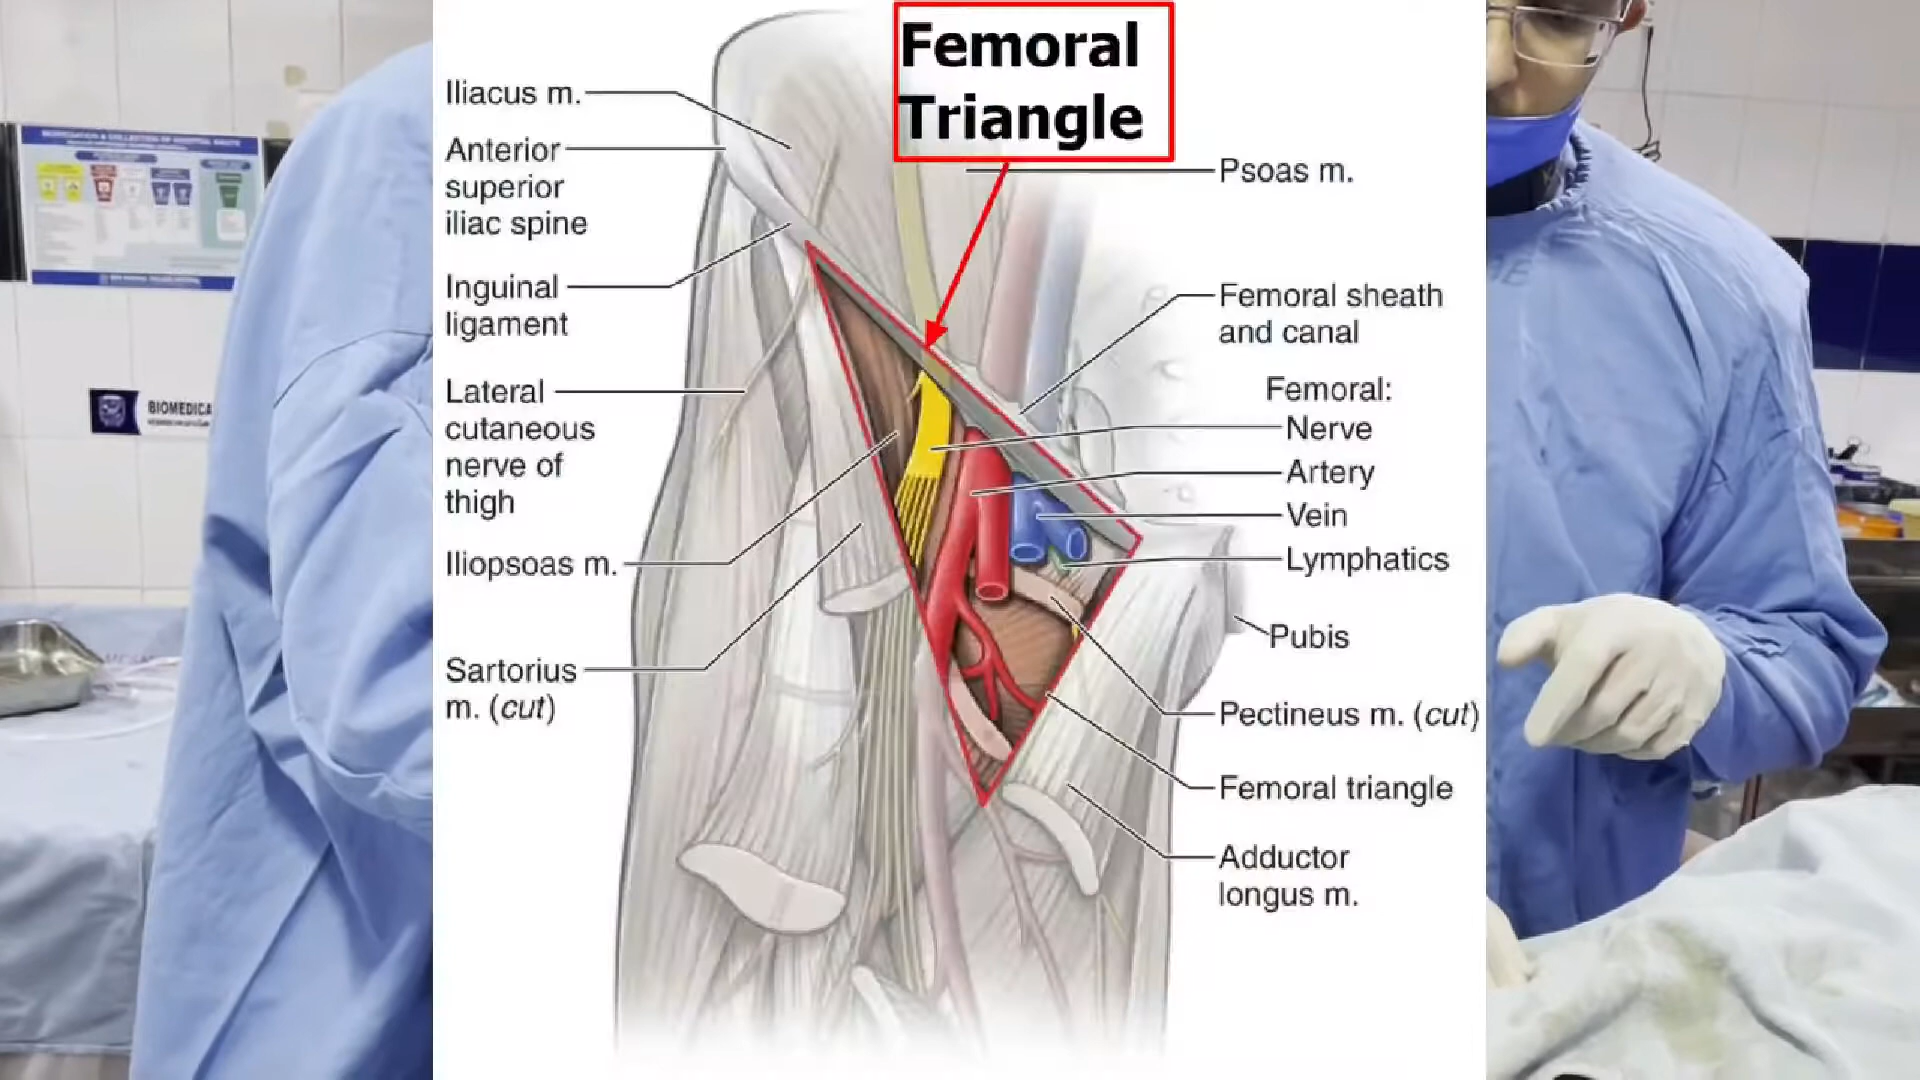 Femoral
Triangle
Iliacus m.
Anterior
superior
iliac spine
Inguinal
ligament
Lateral
cutaneous
nerve of
thigh
Iliopsoas m.
Sartorius
m. (cut)
Psoas m.
Femoral sheath
and canal
Femoral:
Nerve
Artery
Vein
Lymphatics
Pubis
Pectineus m. (cut)
Femoral triangle
Adductor
longus m.
BIOMEDICA